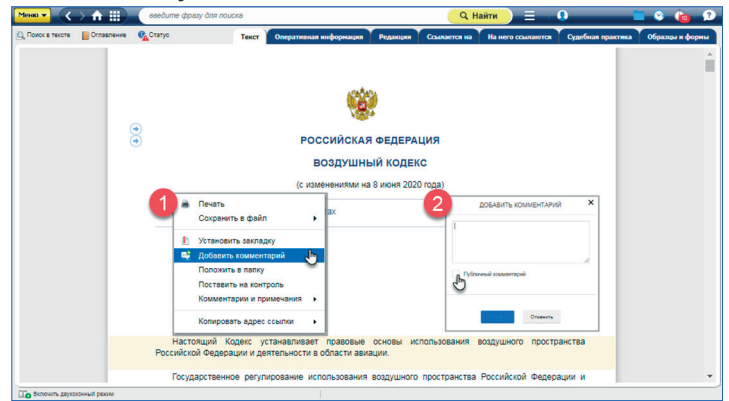 Меню
введите фразу для поиска
Найти
Поиск в тексте
Оглавление
Статус
Текст
Оперативная информация
Редакции
Ссылается на
На него ссылаются
Судебная практика
Образцы и формы
РОССИЙСКАЯ ФЕДЕРАЦИЯ
ВОЗДУШНЫЙ КОДЕКС
(с изменениями на 8 июня 2020 года)
ах
1
Печать
Сохранить в файл
Установить закладку
Добавить комментарий
Положить в папку
Поставить на контроль
Комментарии и примечания
Копировать адрес ссылки
2
ДОБАВИТЬ КОММЕНТАРИЙ
Публичный комментарий
Отменить
Настоящий Кодекс устанавливает правовые основы использования воздушного пространства
Российской Федерации и деятельности в области авиации.
Государственное регулирование использования воздушного пространства Российской Федерации и
Включить двухоконный режим